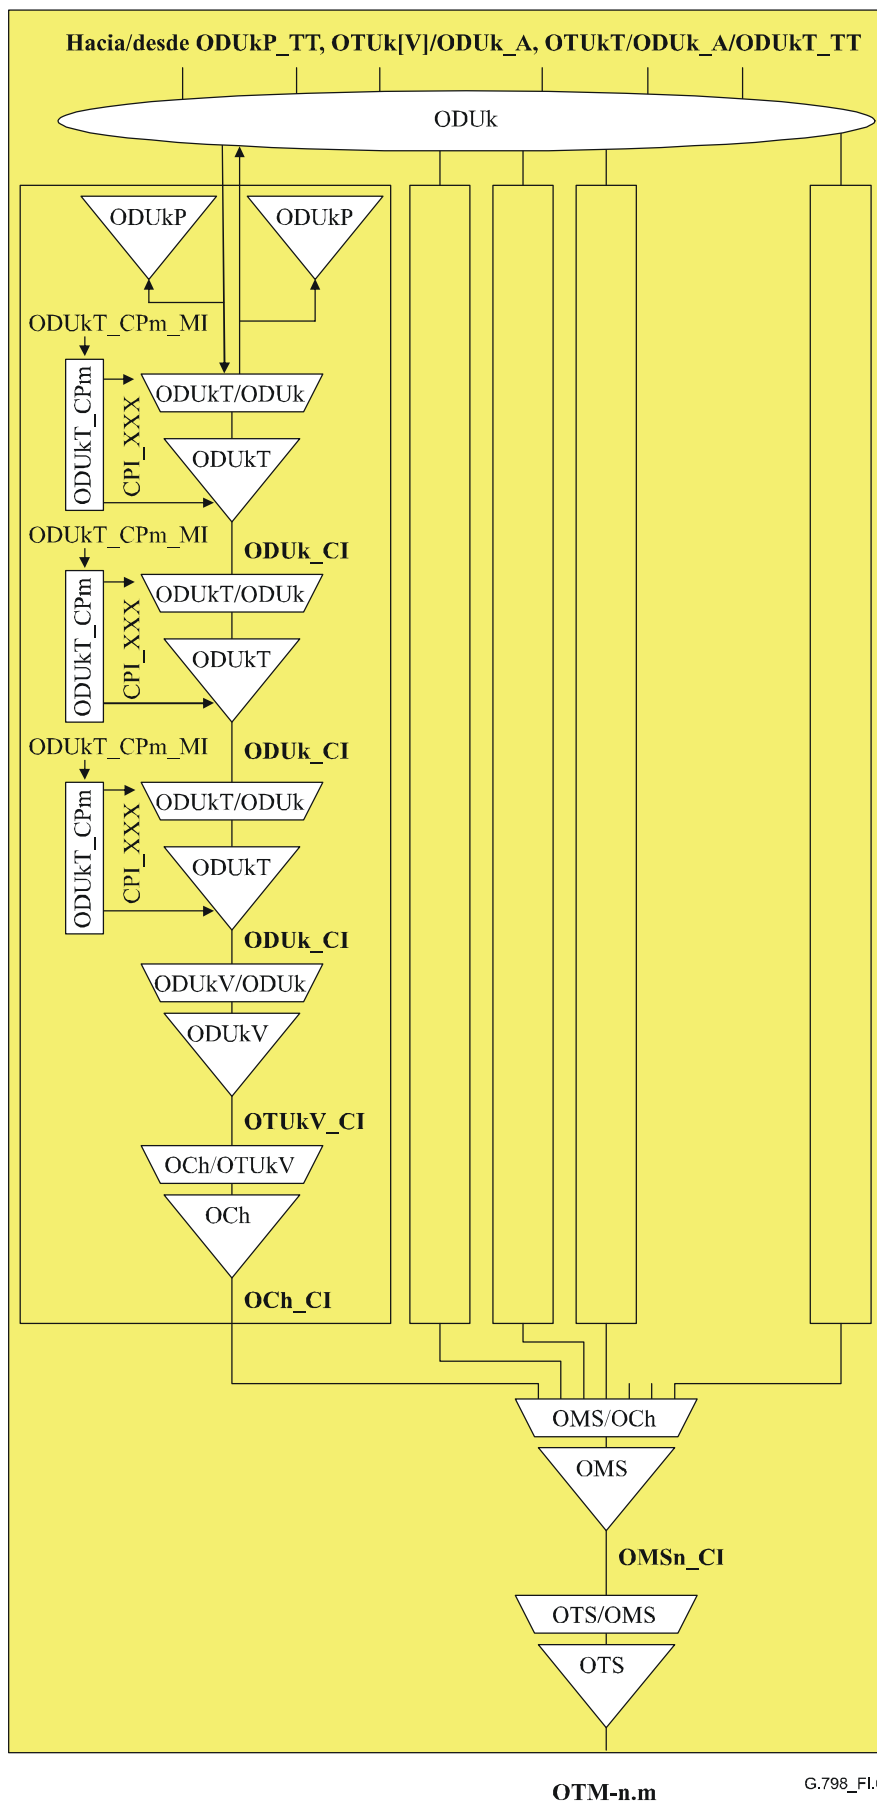 Hacia/desde ODUkP_TT, OTUk[V]/ODUk_A, OTUkT/ODUk_A/ODUkT_TT
ODUk
ODUkP
ODUkP
ODUkT_CPm_MI
ODUkT_CPm
CPI_XXX
ODUkT/ODUk
ODUkT
ODUk_CI
ODUkT_CPm_MI
ODUkT_CPm
CPI_XXX
ODUkT/ODUk
ODUkT
ODUk_CI
ODUkT_CPm_MI
ODUkT_CPm
CPI_XXX
ODUkT/ODUk
ODUkT
ODUk_CI
ODUkV/ODUk
ODUkV
OTUkV_CI
OCh/OTUkV
OCh
OCh_CI
OMS/OCh
OMS
OMSn_CI
OTS/OMS
OTS
OTM-n.m